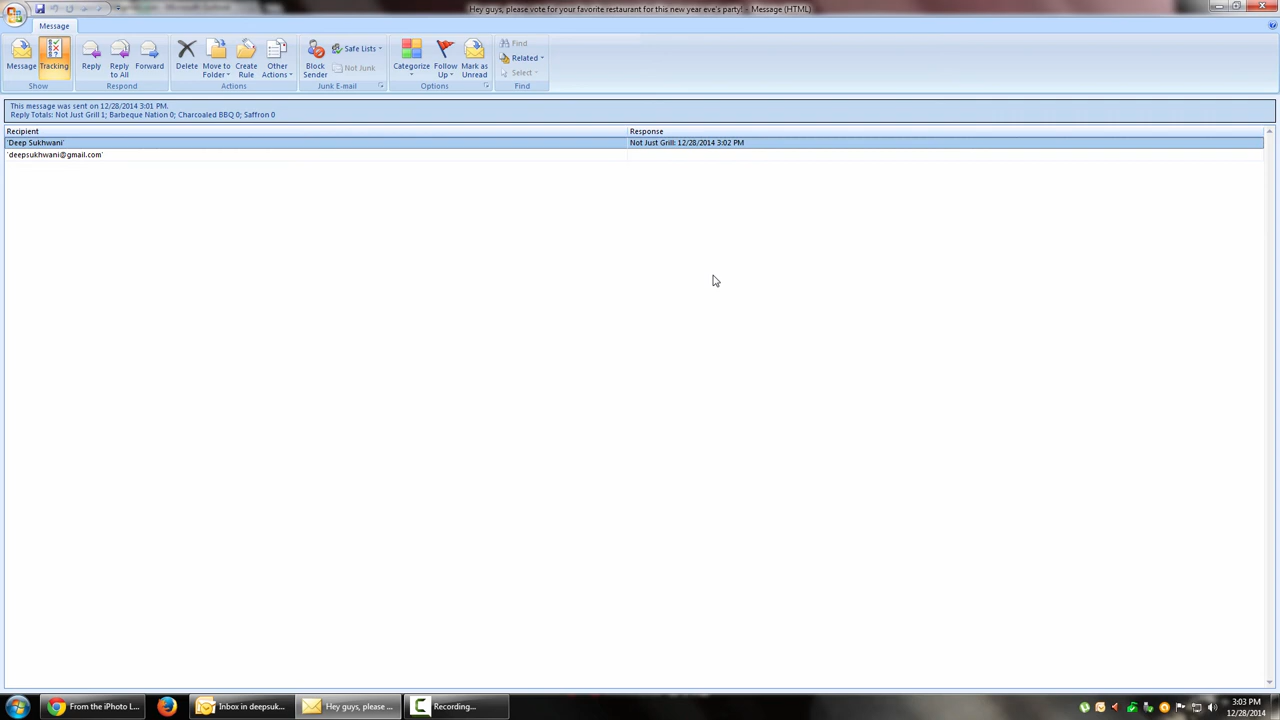 Hey guys, please vote for your favorite restaurant for this new year eve's party! - Message (HTML)
Message
Message
Tracking
Reply
Reply to All
Forward
Delete
Move to Folder
Create Rule
Other Actions
Block Sender
Safe Lists
Not Junk
Categorize
Follow Up
Mark as Unread
Find
Related
Select
Show
Respond
Actions
Junk E-mail
Options
Find
This message was sent on 12/28/2014 3:01 PM.
Reply Totals: Not Just Grill 1; Barbeque Nation 0; Charcoaled BBQ 0; Saffron 0
Recipient
Response
'Deep Sukhwani'
Not Just Grill: 12/28/2014 3:02 PM
'deepsukhwani@gmail.com'
From the iPhoto L...
Inbox in deepsuk...
Hey guys, please ...
Recording...
3:03 PM
12/28/2014